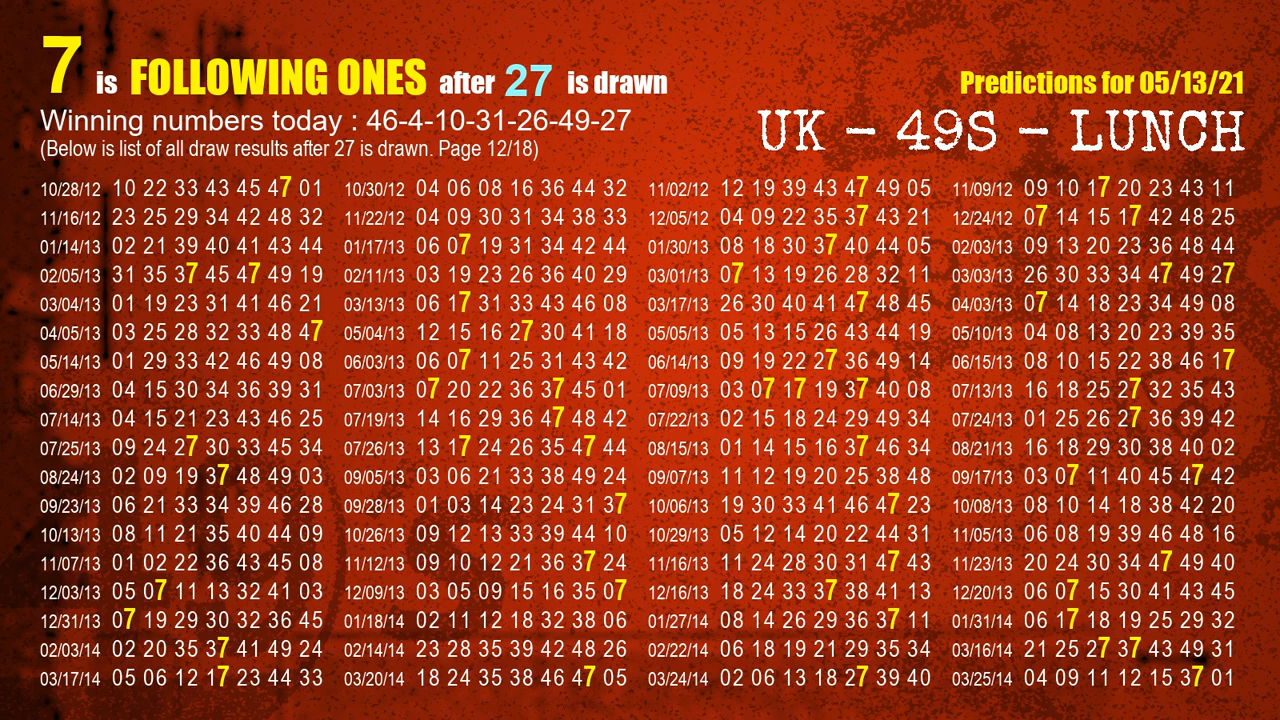 7 is FOLLOWING ONES after 27 is drawn
Predictions for 05/13/21
Winning numbers today : 46-4-10-31-26-49-27
UK - 49S - LUNCH
(Below is list of all draw results after 27 is drawn. Page 12/18)
10/28/12 10 22 33 43 45 47 01 10/30/12 04 06 08 16 36 44 32 11/02/12 12 19 39 43 47 49 05 11/09/12 09 10 17 20 23 43 11
11/16/12 23 25 29 34 42 48 32 11/22/12 04 09 30 31 34 38 33 12/05/12 04 09 22 35 37 43 21 12/24/12 07 14 15 17 42 48 25
01/14/13 02 21 39 40 41 43 44 01/17/13 06 07 19 31 34 42 44 01/30/13 08 18 30 37 40 44 05 02/03/13 09 13 20 23 36 48 44
02/05/13 31 35 37 45 47 49 19 02/11/13 03 19 23 26 36 40 29 03/01/13 07 13 19 26 28 32 11 03/03/13 26 30 33 34 47 49 27
03/04/13 01 19 23 31 41 46 21 03/13/13 06 17 31 33 43 46 08 03/17/13 26 30 40 41 47 48 45 04/03/13 07 14 18 23 34 49 08
04/05/13 03 25 28 32 33 48 47 05/04/13 12 15 16 27 30 41 18 05/05/13 05 13 15 26 43 44 19 05/10/13 04 08 13 20 23 39 35
05/14/13 01 29 33 42 46 49 08 06/03/13 06 07 11 25 31 43 42 06/14/13 09 19 22 27 36 49 14 06/15/13 08 10 15 22 38 46 17
06/29/13 04 15 30 34 36 39 31 07/03/13 07 20 22 36 37 45 01 07/09/13 03 07 17 19 37 40 08 07/13/13 16 18 25 27 32 35 43
07/14/13 04 15 21 23 43 46 25 07/19/13 14 16 29 36 47 48 42 07/22/13 02 15 18 24 29 49 34 07/24/13 01 25 26 27 36 39 42
07/25/13 09 24 27 30 33 45 34 07/26/13 13 17 24 26 35 47 44 08/15/13 01 14 15 16 37 46 34 08/21/13 16 18 29 30 38 40 02
08/24/13 02 09 19 37 48 49 03 09/05/13 03 06 21 33 38 49 24 09/07/13 11 12 19 20 25 38 48 09/17/13 03 07 11 40 45 47 42
09/23/13 06 21 33 34 39 46 28 09/28/13 01 03 14 23 24 31 37 10/06/13 19 30 33 41 46 47 23 10/08/13 08 10 14 18 38 42 20
10/13/13 08 11 21 35 40 44 09 10/26/13 09 12 13 33 39 44 10 10/29/13 05 12 14 20 22 44 31 11/05/13 06 08 19 39 46 48 16
11/07/13 01 02 22 36 43 45 08 11/12/13 09 10 12 21 36 37 24 11/16/13 11 24 28 30 31 47 43 11/23/13 20 24 30 34 47 49 40
12/03/13 05 07 11 13 32 41 03 12/09/13 03 05 09 15 16 35 07 12/16/13 18 24 33 37 38 41 13 12/20/13 06 07 15 30 41 43 45
12/31/13 07 19 29 30 32 36 45 01/18/14 02 11 12 18 32 38 06 01/27/14 08 14 26 29 36 37 11 01/31/14 06 17 18 19 25 29 32
02/03/14 02 20 35 37 41 49 24 02/14/14 23 28 35 39 42 48 26 02/22/14 06 18 19 21 29 35 34 03/16/14 21 25 27 37 43 49 31
03/17/14 05 06 12 17 23 44 33 03/20/14 18 24 35 38 46 47 05 03/24/14 02 06 13 18 27 39 40 03/25/14 04 09 11 12 15 37 01